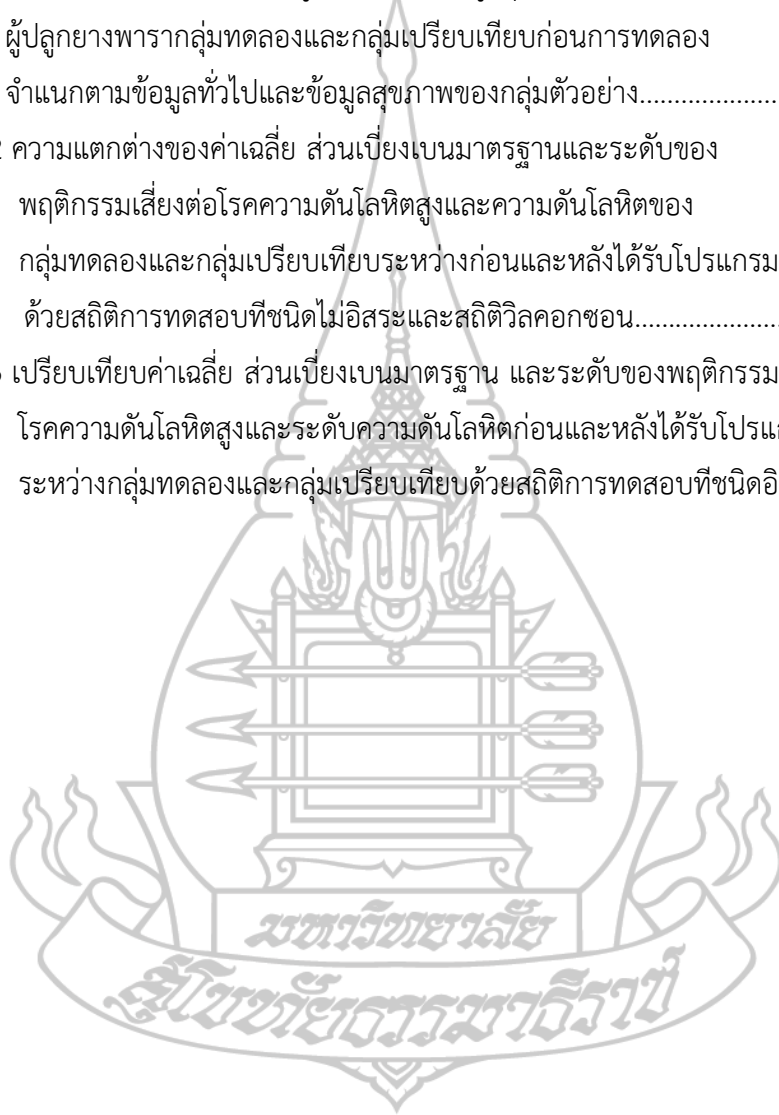 ผู้ปลูกยางพารากลุ่มทดลองและกลุ่มเปรียบเทียบก่อนการทดลอง
จำแนกตามข้อมูลทั่วไปและข้อมูลสุขภาพของกลุ่มตัวอย่าง.....................
ความแตกต่างของค่าเฉลี่ย ส่วนเบี่ยงเบนมาตรฐานและระดับของ
พฤติกรรมเสี่ยงต่อโรคความดันโลหิตสูงและความดันโลหิตของ
กลุ่มทดลองและกลุ่มเปรียบเทียบระหว่างก่อนและหลังได้รับโปรแกรม
ด้วยสถิติการทดสอบทีชนิดไม่อิสระและสถิติวิลคอกซอน.....................
เปรียบเทียบค่าเฉลี่ย ส่วนเบี่ยงเบนมาตรฐาน และระดับของพฤติกรรม
โรคความดันโลหิตสูงและระดับความดันโลหิตก่อนและหลังได้รับ
ระหว่างกลุ่มทดลองและกลุ่มเปรียบเทียบด้วยสถิติการทดสอบทีชนิด
มหาวิทยาลัย
สุโขทัยธรรมาธิราช